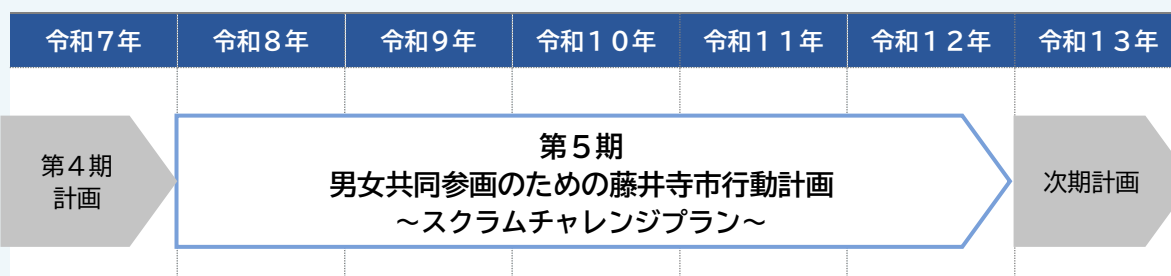 令和7年 令和8年 令和9年 令和10年 令和11年 令和12年 令和13年
第4期
計画
第5期
男女共同参画のための藤井寺市行動計画
～スクラムチャレンジプラン～
次期計画